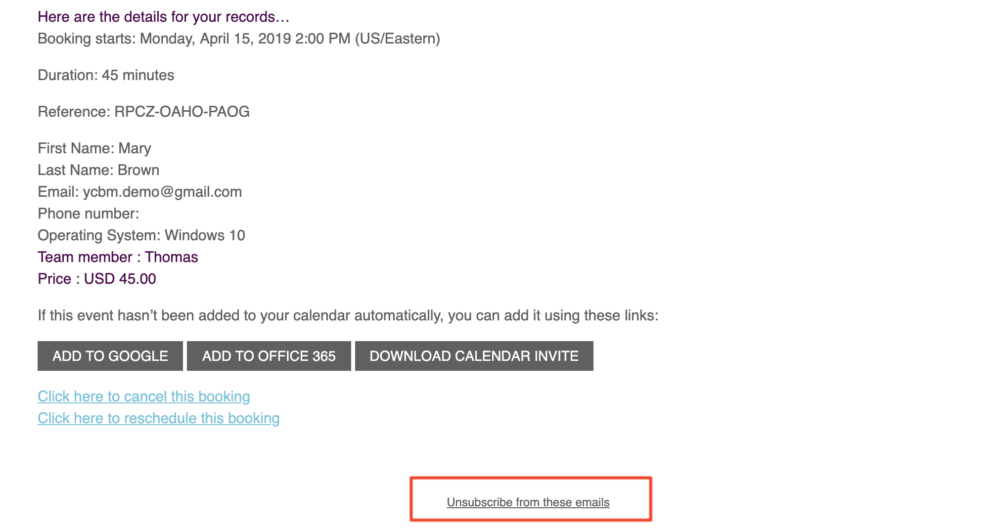 Here are the details for your records…
Booking starts: Monday, April 15, 2019 2:00 PM (US/Eastern)
Duration: 45 minutes
Reference: RPCZ-OAHO-PAOG
First Name: Mary
Last Name: Brown
Email: ycbm.demo@gmail.com
Phone number:
Operating System: Windows 10
Team member : Thomas
Price : USD 45.00
If this event hasn’t been added to your calendar automatically, you can add it using these links:
ADD TO GOOGLE ADD TO OFFICE 365 DOWNLOAD CALENDAR INVITE
Click here to cancel this booking
Click here to reschedule this booking
Unsubscribe from these emails